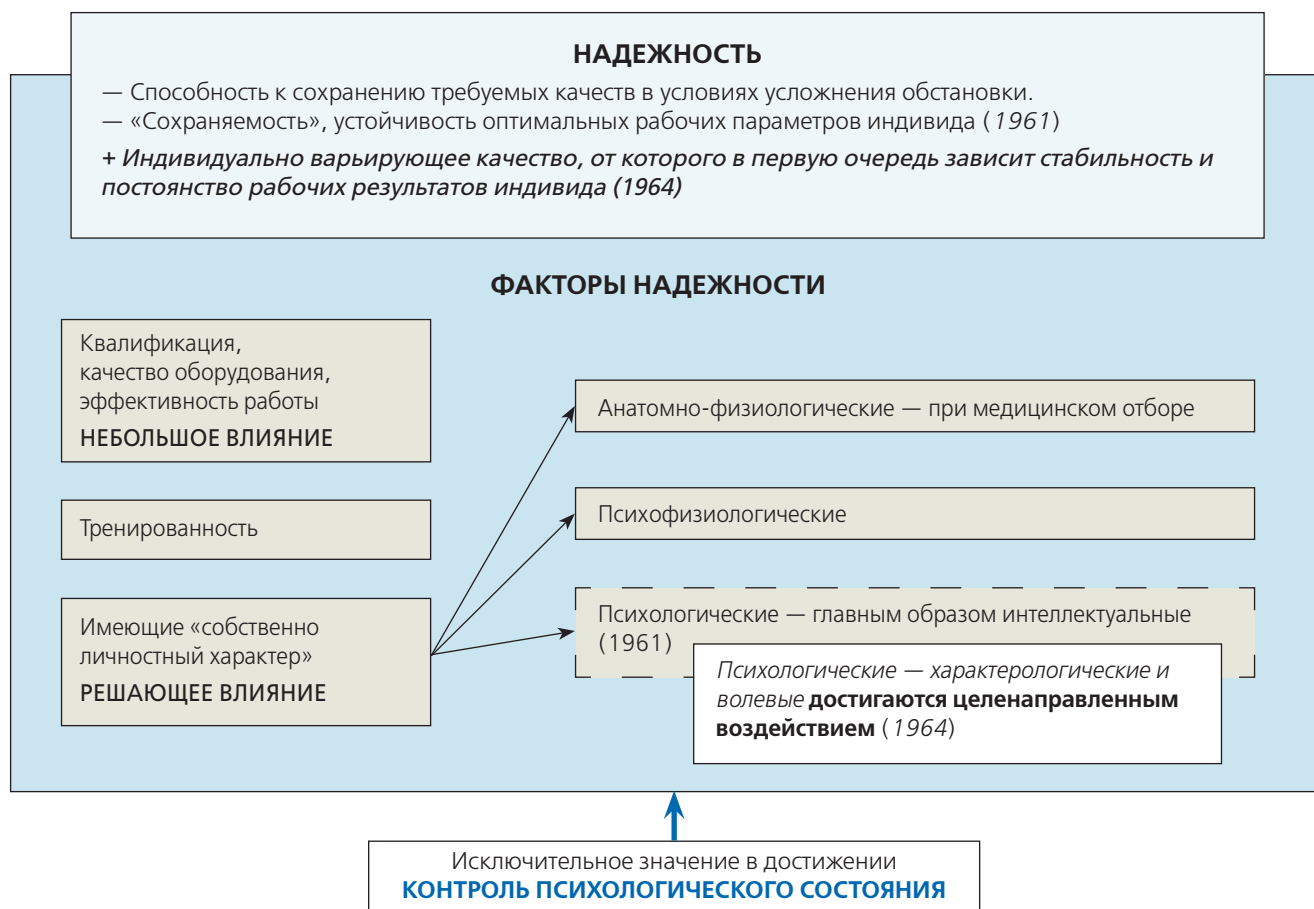 НАДЕЖНОСТЬ
— Способность к сохранению требуемых качеств в условиях усложнения обстановки.
— «Сохраняемость», устойчивость оптимальных рабочих параметров индивида (1961)
+ Индивидуально варьирующее качество, от которого в первую очередь зависит стабильность и
постоянство рабочих результатов индивида (1964)
ФАКТОРЫ НАДЕЖНОСТИ
Квалификация,
качество оборудования,
эффективность работы
НЕБОЛЬШОЕ ВЛИЯНИЕ
Тренированность
Имеющие «собственно
личностный характер»
РЕШАЮЩЕЕ ВЛИЯНИЕ
Анатомно-физиологические — при медицинском отборе
Психофизиологические
Психологические — главным образом интеллектуальные
(1961)
Психологические — характерологические и
волевые достигаются целенаправленным
воздействием (1964)
Исключительное значение в достижении
КОНТРОЛЬ ПСИХОЛОГИЧЕСКОГО СОСТОЯНИЯ